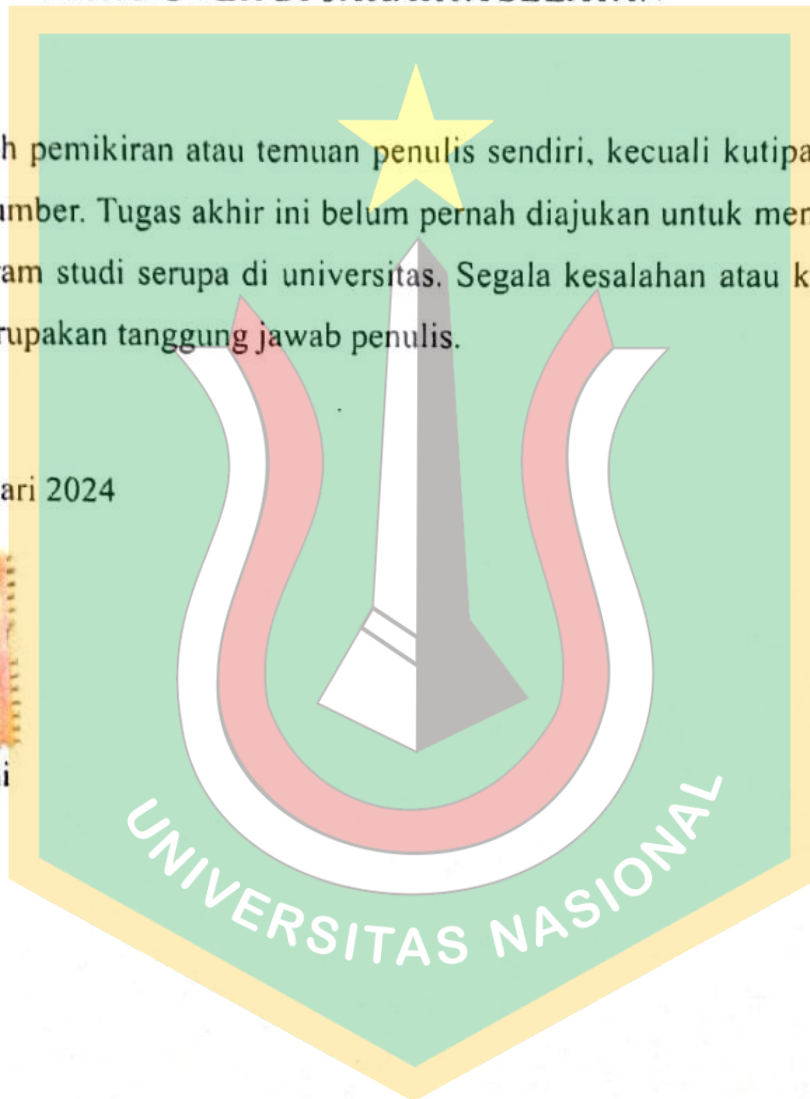 h pemikiran atau temuan penulis sendiri, kecuali kutipa
umber. Tugas akhir ini belum pernah diajukan untuk mer
am studi serupa di universitas. Segala kesalahan atau k
rupakan tanggung jawab penulis.
ari 2024
i
UNIVERSITAS NASIONAL